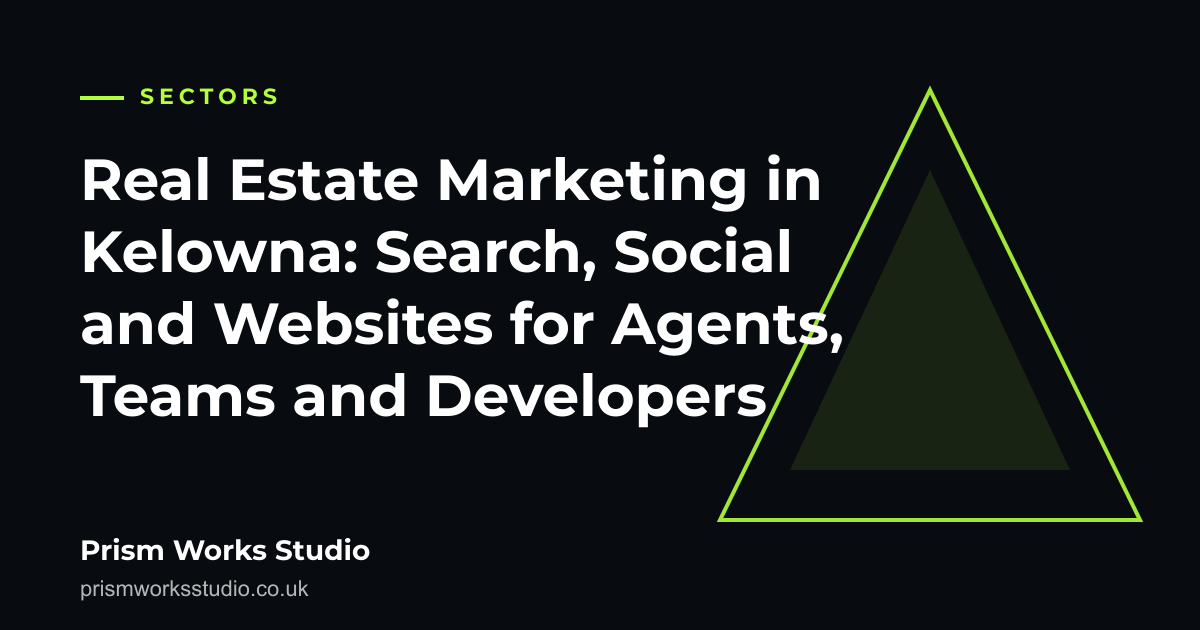 SECTORS
Real Estate Marketing in
Kelowna: Search, Social
and Websites for Agents,
Teams and Developers
Prism Works Studio
prismworksstudio.co.uk